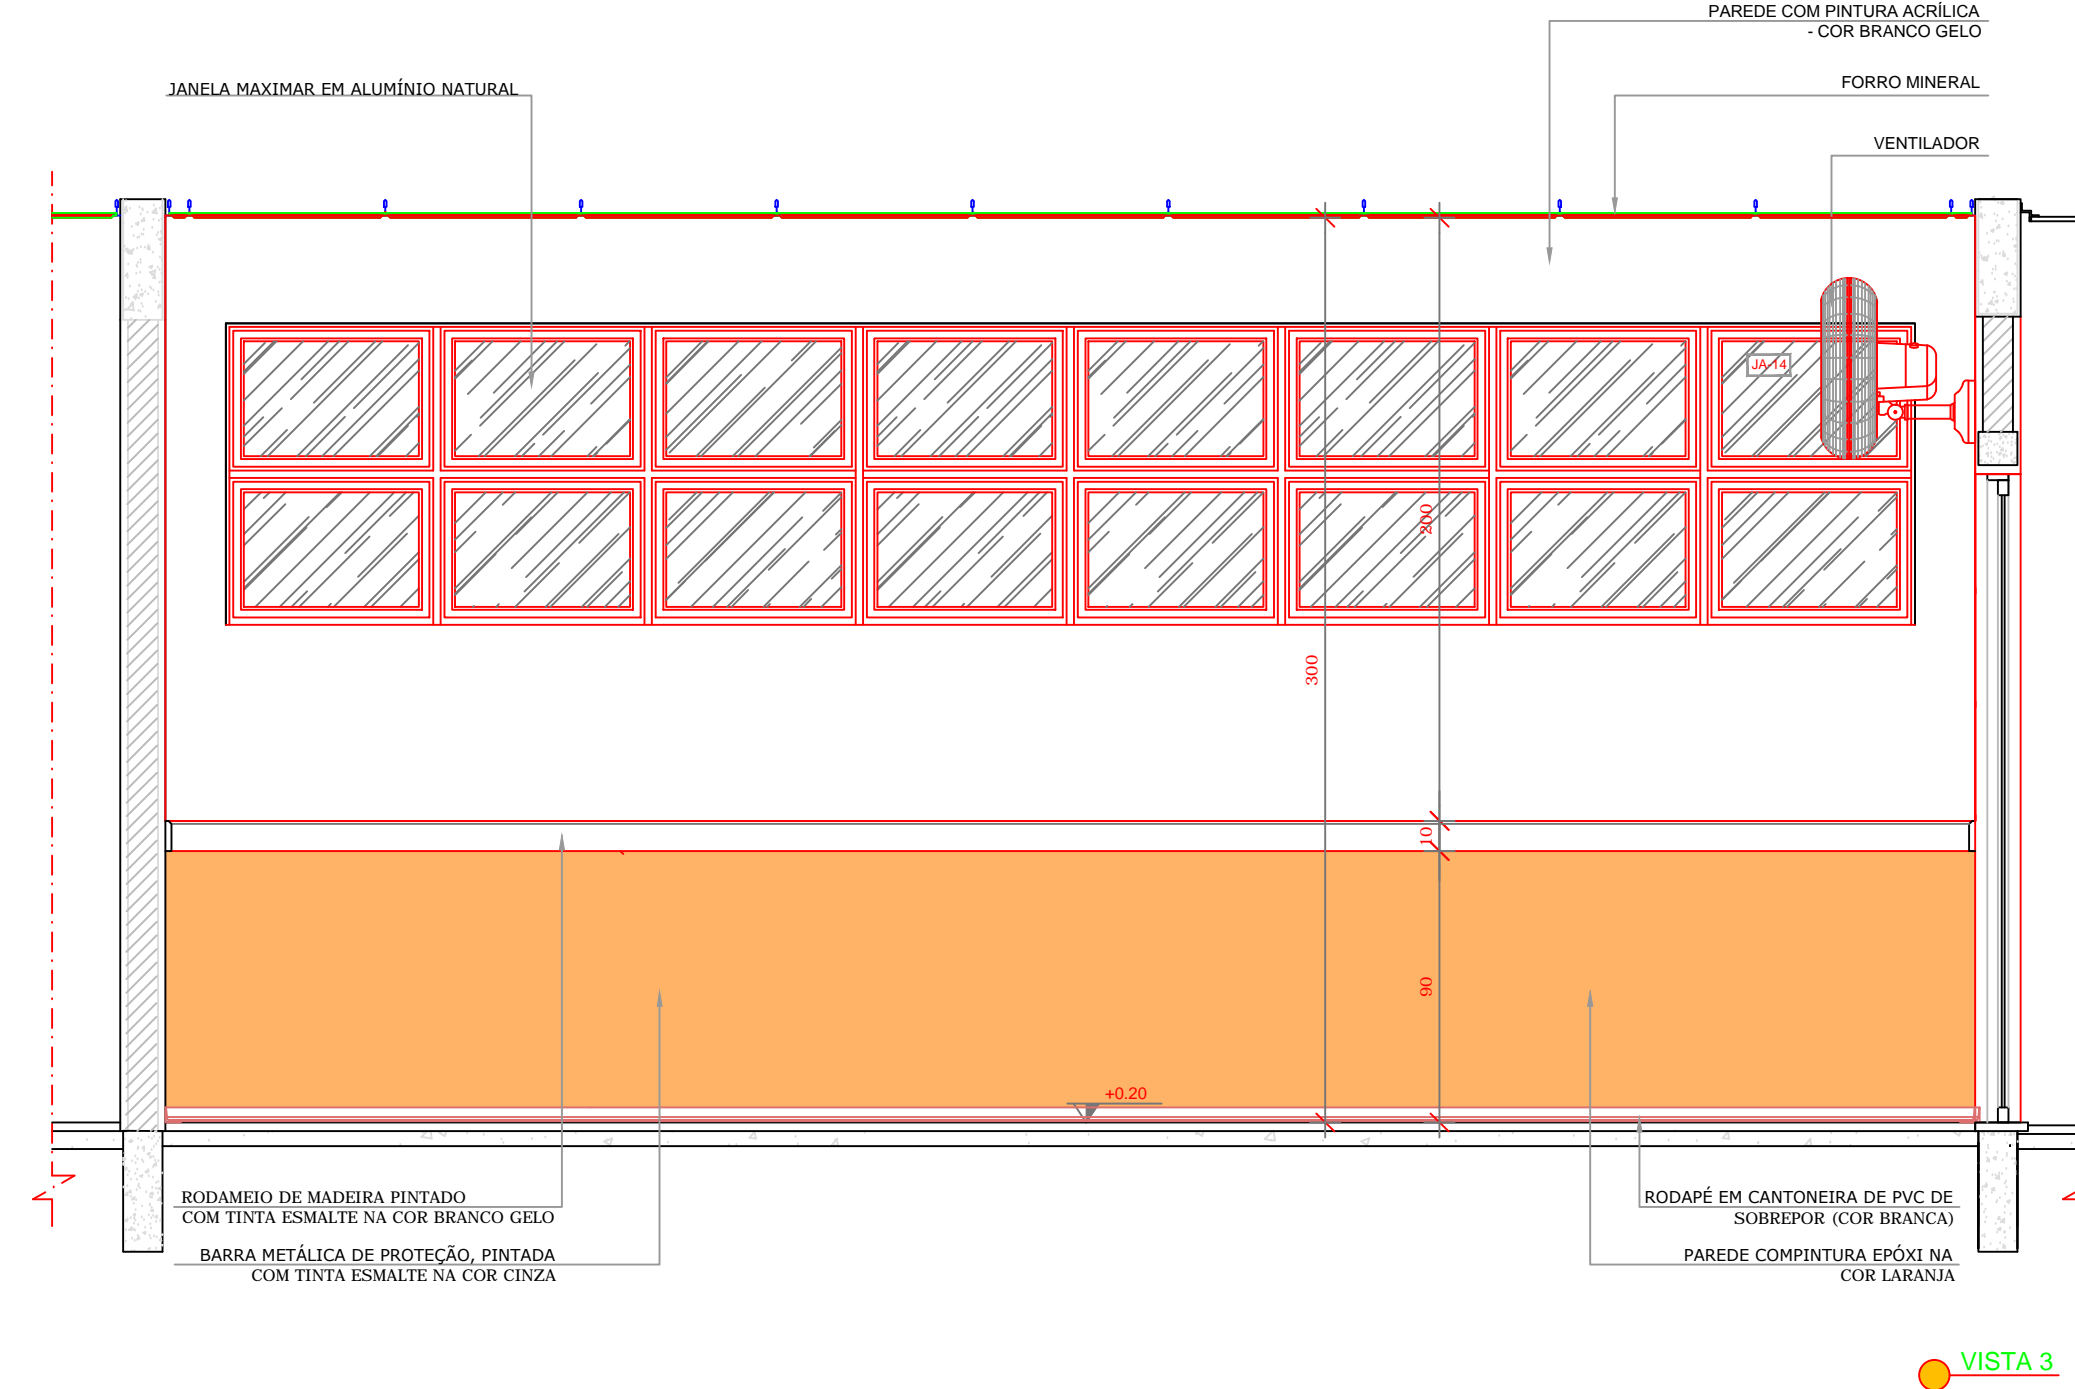 PAREDE COM PINTURA ACRÍLICA
- COR BRANCO GELO
JANELA MAXIMAR EM ALUMÍNIO NATURAL
FORRO MINERAL
VENTILADOR
JA-14
200
300
10
90
+0.20
RODAMEIO DE MADEIRA PINTADO
COM TINTA ESMALTE NA COR BRANCO GELO
RODAPÉ EM CANTONEIRA DE PVC DE
SOBREPOR (COR BRANCA)
BARRA METÁLICA DE PROTEÇÃO, PINTADA
COM TINTA ESMALTE NA COR CINZA
PAREDE COMPINTURA EPÓXI NA
COR LARANJA
VISTA 3